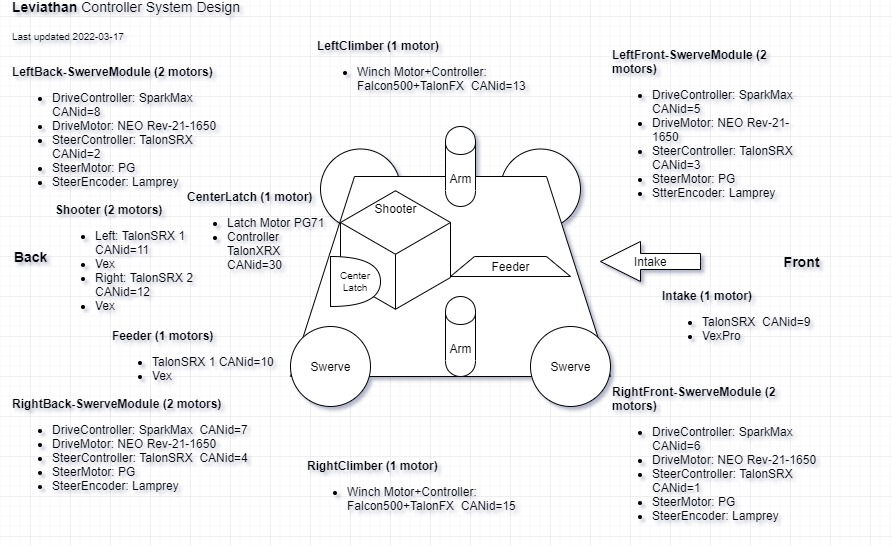 Leviathan Controller System Design
Last updated 2022-03-17
LeftBack-SwerveModule (2 motors)
DriveController: SparkMax
CANid=8
DriveMotor: NEO Rev-21-1650
SteerController: TalonSRX
CANid=2
SteerMotor: PG
SteerEncoder: Lamprey
LeftClimber (1 motor)
Winch Motor+Controller:
Falcon500+TalonFX  CANid=13
LeftFront-SwerveModule (2
motors)
DriveController: SparkMax
CANid=5
DriveMotor: NEO Rev-21-
1650
SteerController: TalonSRX
CANid=3
SteerMotor: PG
StterEncoder: Lamprey
Shooter (2 motors)
Left: TalonSRX 1
CANid=11
Vex
Right: TalonSRX 2
CANid=12
Vex
CenterLatch (1 motor)
Latch Motor PG71
Controller
TalonXRX
CANid=30
Back
Arm
Shooter
Center
Latch
Feeder
Arm
Swerve
Swerve
Intake
Front
Intake (1 motor)
TalonSRX  CANid=9
VexPro
Feeder (1 motors)
TalonSRX 1 CANid=10
Vex
RightBack-SwerveModule (2 motors)
DriveController: SparkMax  CANid=7
DriveMotor: NEO Rev-21-1650
SteerController: TalonSRX  CANid=4
SteerMotor: PG
SteerEncoder: Lamprey
RightClimber (1 motor)
Winch Motor+Controller:
Falcon500+TalonFX  CANid=15
RightFront-SwerveModule (2
motors)
DriveController: SparkMax
CANid=6
DriveMotor: NEO Rev-21-1650
SteerController: TalonSRX
CANid=1
SteerMotor: PG
SteerEncoder: Lamprey